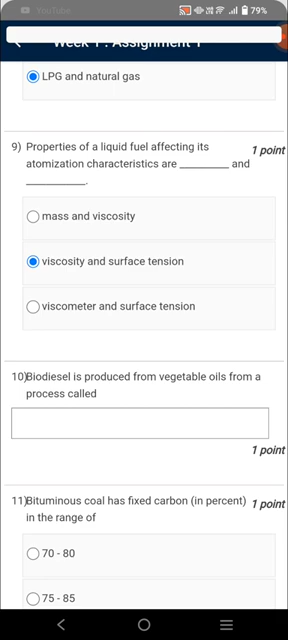 YouTube
79%
Week 1 : Assignment 1
LPG and natural gas
9) Properties of a liquid fuel affecting its
1 point
atomization characteristics are ________ and
__________.
mass and viscosity
viscosity and surface tension
viscometer and surface tension
10)Biodiesel is produced from vegetable oils from a
process called
1 point
11)Bituminous coal has fixed carbon (in percent)
1 point
in the range of
70 - 80
75 - 85